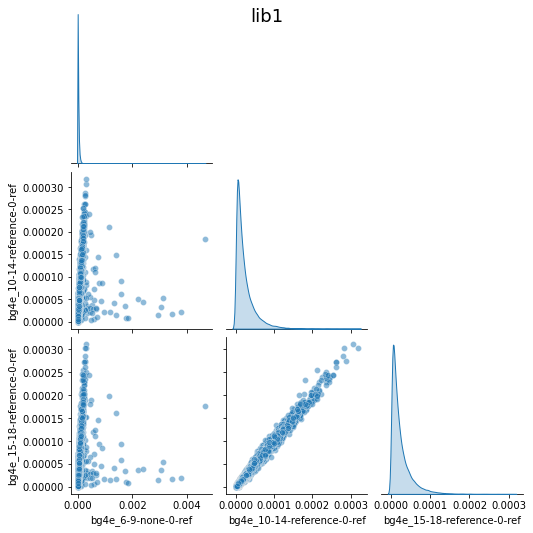 lib1
bg4e_10-14-reference-0-ref
0.00030
0.00025
0.00020
0.00015
0.00010
0.00005
0.00000
bg4e_15-18-reference-0-ref
0.00030
0.00025
0.00020
0.00015
0.00010
0.00005
0.00000
0.000 0.002 0.004
0.0000 0.0001 0.0002 0.0003
0.0000 0.0001 0.0002 0.0003
bg4e_6-9-none-0-ref
bg4e_10-14-reference-0-ref
bg4e_15-18-reference-0-ref